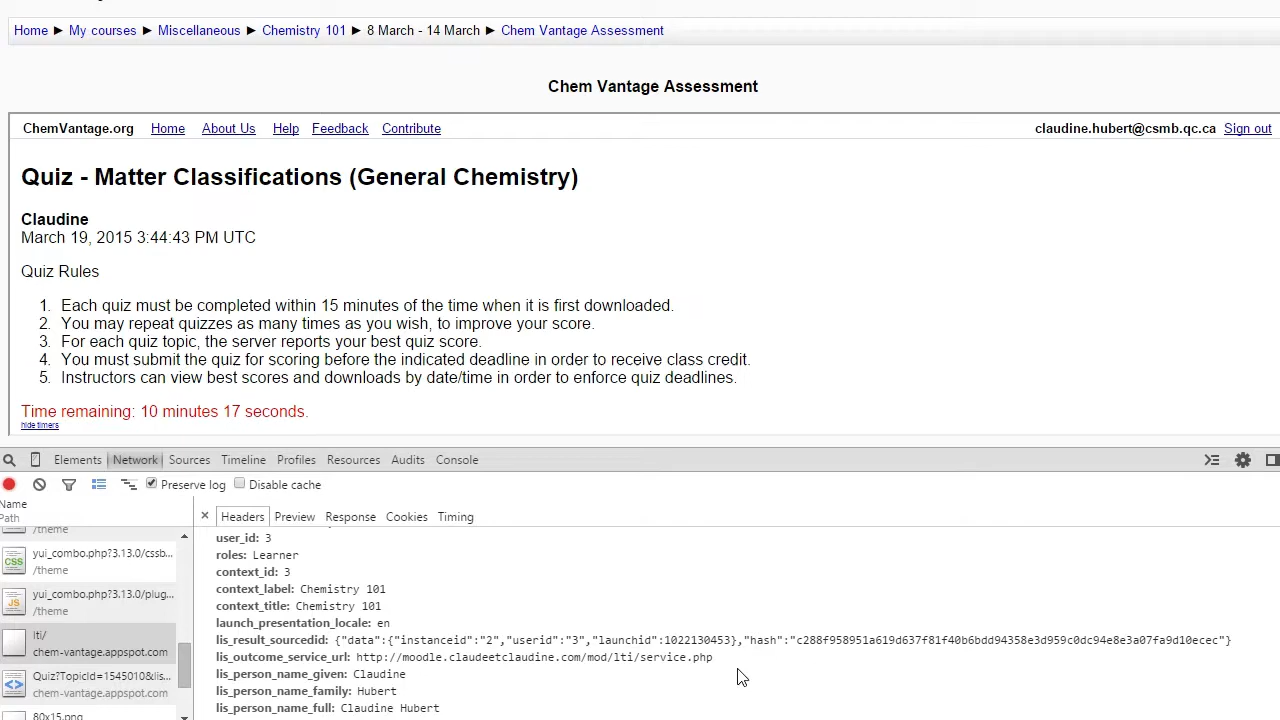 Home ► My courses ► Miscellaneous ► Chemistry 101 ► 8 March - 14 March ► Chem Vantage Assessment
Chem Vantage Assessment
ChemVantage.org Home About Us Help Feedback Contribute claudine.hubert@csmb.qc.ca Sign out
Quiz - Matter Classifications (General Chemistry)
Claudine
March 19, 2015 3:44:43 PM UTC
Quiz Rules
1. Each quiz must be completed within 15 minutes of the time when it is first downloaded.
2. You may repeat quizzes as many times as you wish, to improve your score.
3. For each quiz topic, the server reports your best quiz score.
4. You must submit the quiz for scoring before the indicated deadline in order to receive class credit.
5. Instructors can view best scores and downloads by date/time in order to enforce quiz deadlines.
Time remaining: 10 minutes 17 seconds.
hide timers
Elements Network Sources Timeline Profiles Resources Audits Console
Preserve log Disable cache
Name
Path
× Headers Preview Response Cookies Timing
/theme
yui_combo.php?3.13.0/cssb...
/theme
yui_combo.php?3.13.0/plug...
/theme
lti/
chem-vantage.appspot.com
Quiz?TopicId=1545010&lis...
chem-vantage.appspot.com
80x15.png
CSS
JS
user_id: 3
roles: Learner
context_id: 3
context_label: Chemistry 101
context_title: Chemistry 101
launch_presentation_locale: en
lis_result_sourcedid: {"data":{"instanceid":"2","userid":"3","launchid":1022130453},"hash":"c288f958951a619d637f81f40b6bdd94358e3d959c0dc94e8e3a07fa9d10ecec"}
lis_outcome_service_url: http://moodle.claudeetclaudine.com/mod/lti/service.php
lis_person_name_given: Claudine
lis_person_name_family: Hubert
lis_person_name_full: Claudine Hubert